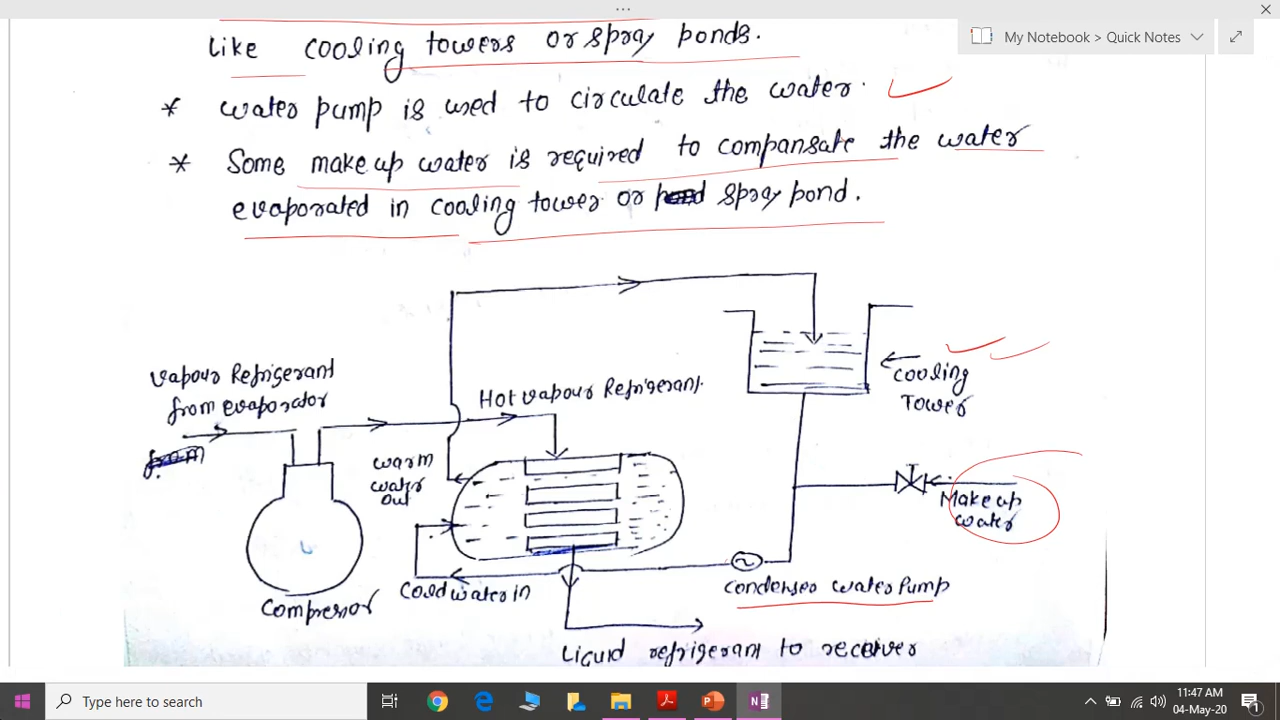 My Notebook > Quick Notes
like cooling towers or spray ponds.
* water pump is used to circulate the water.
* Some make up water is required to compansate the water
evaporated in cooling tower or spray pond.
vapour Refrigerant
from evaporator
from
Hot vapour Refrigerant.
warm
water
out
cooling
Tower
Make up
water
Compressor
Cold water in
Condenser water Pump
Liquid refrigerant to receiver
Type here to search
11:47 AM
04-May-20
1